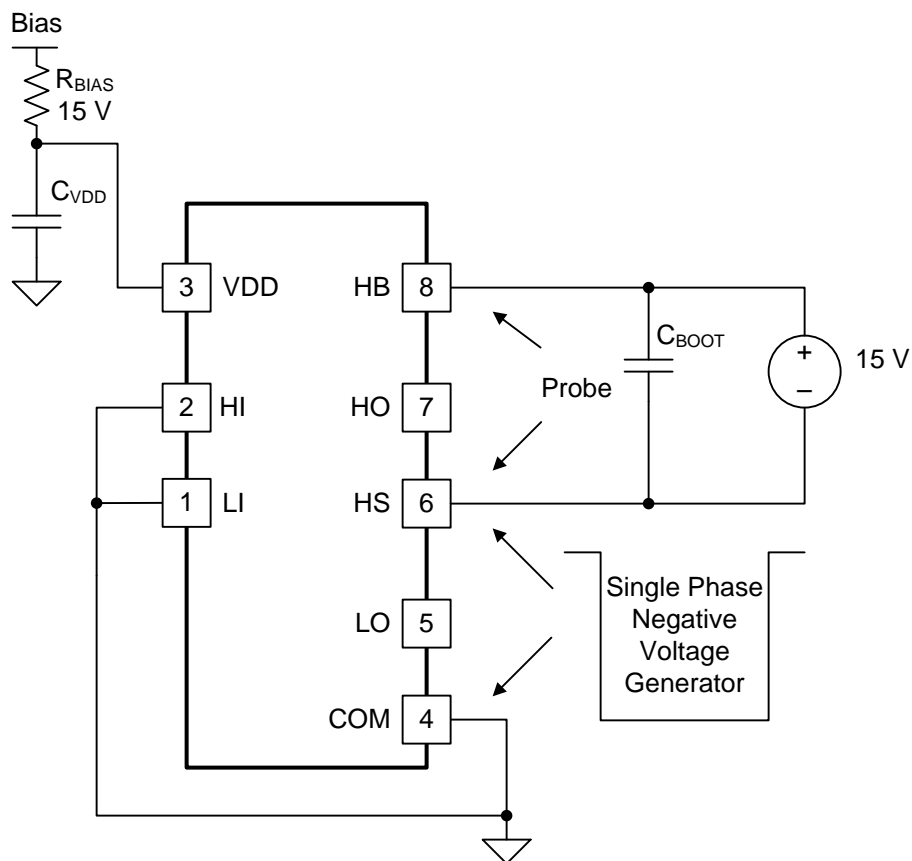 Bias
RBIAS
15 V
CVDD
3 VDD HB 8
CBOOT
+
–
15 V
2 HI HO 7
Probe
1 LI HS 6
LO 5
COM 4
Single Phase
Negative
Voltage
Generator